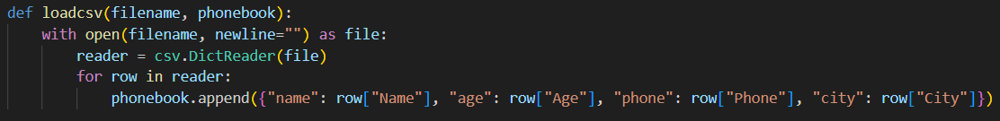 def loadcsv(filename, phonebook):
    with open(filename, newline="") as file:
        reader = csv.DictReader(file)
        for row in reader:
            phonebook.append({"name": row["Name"], "age": row["Age"], "phone": row["Phone"], "city": row["City"]})